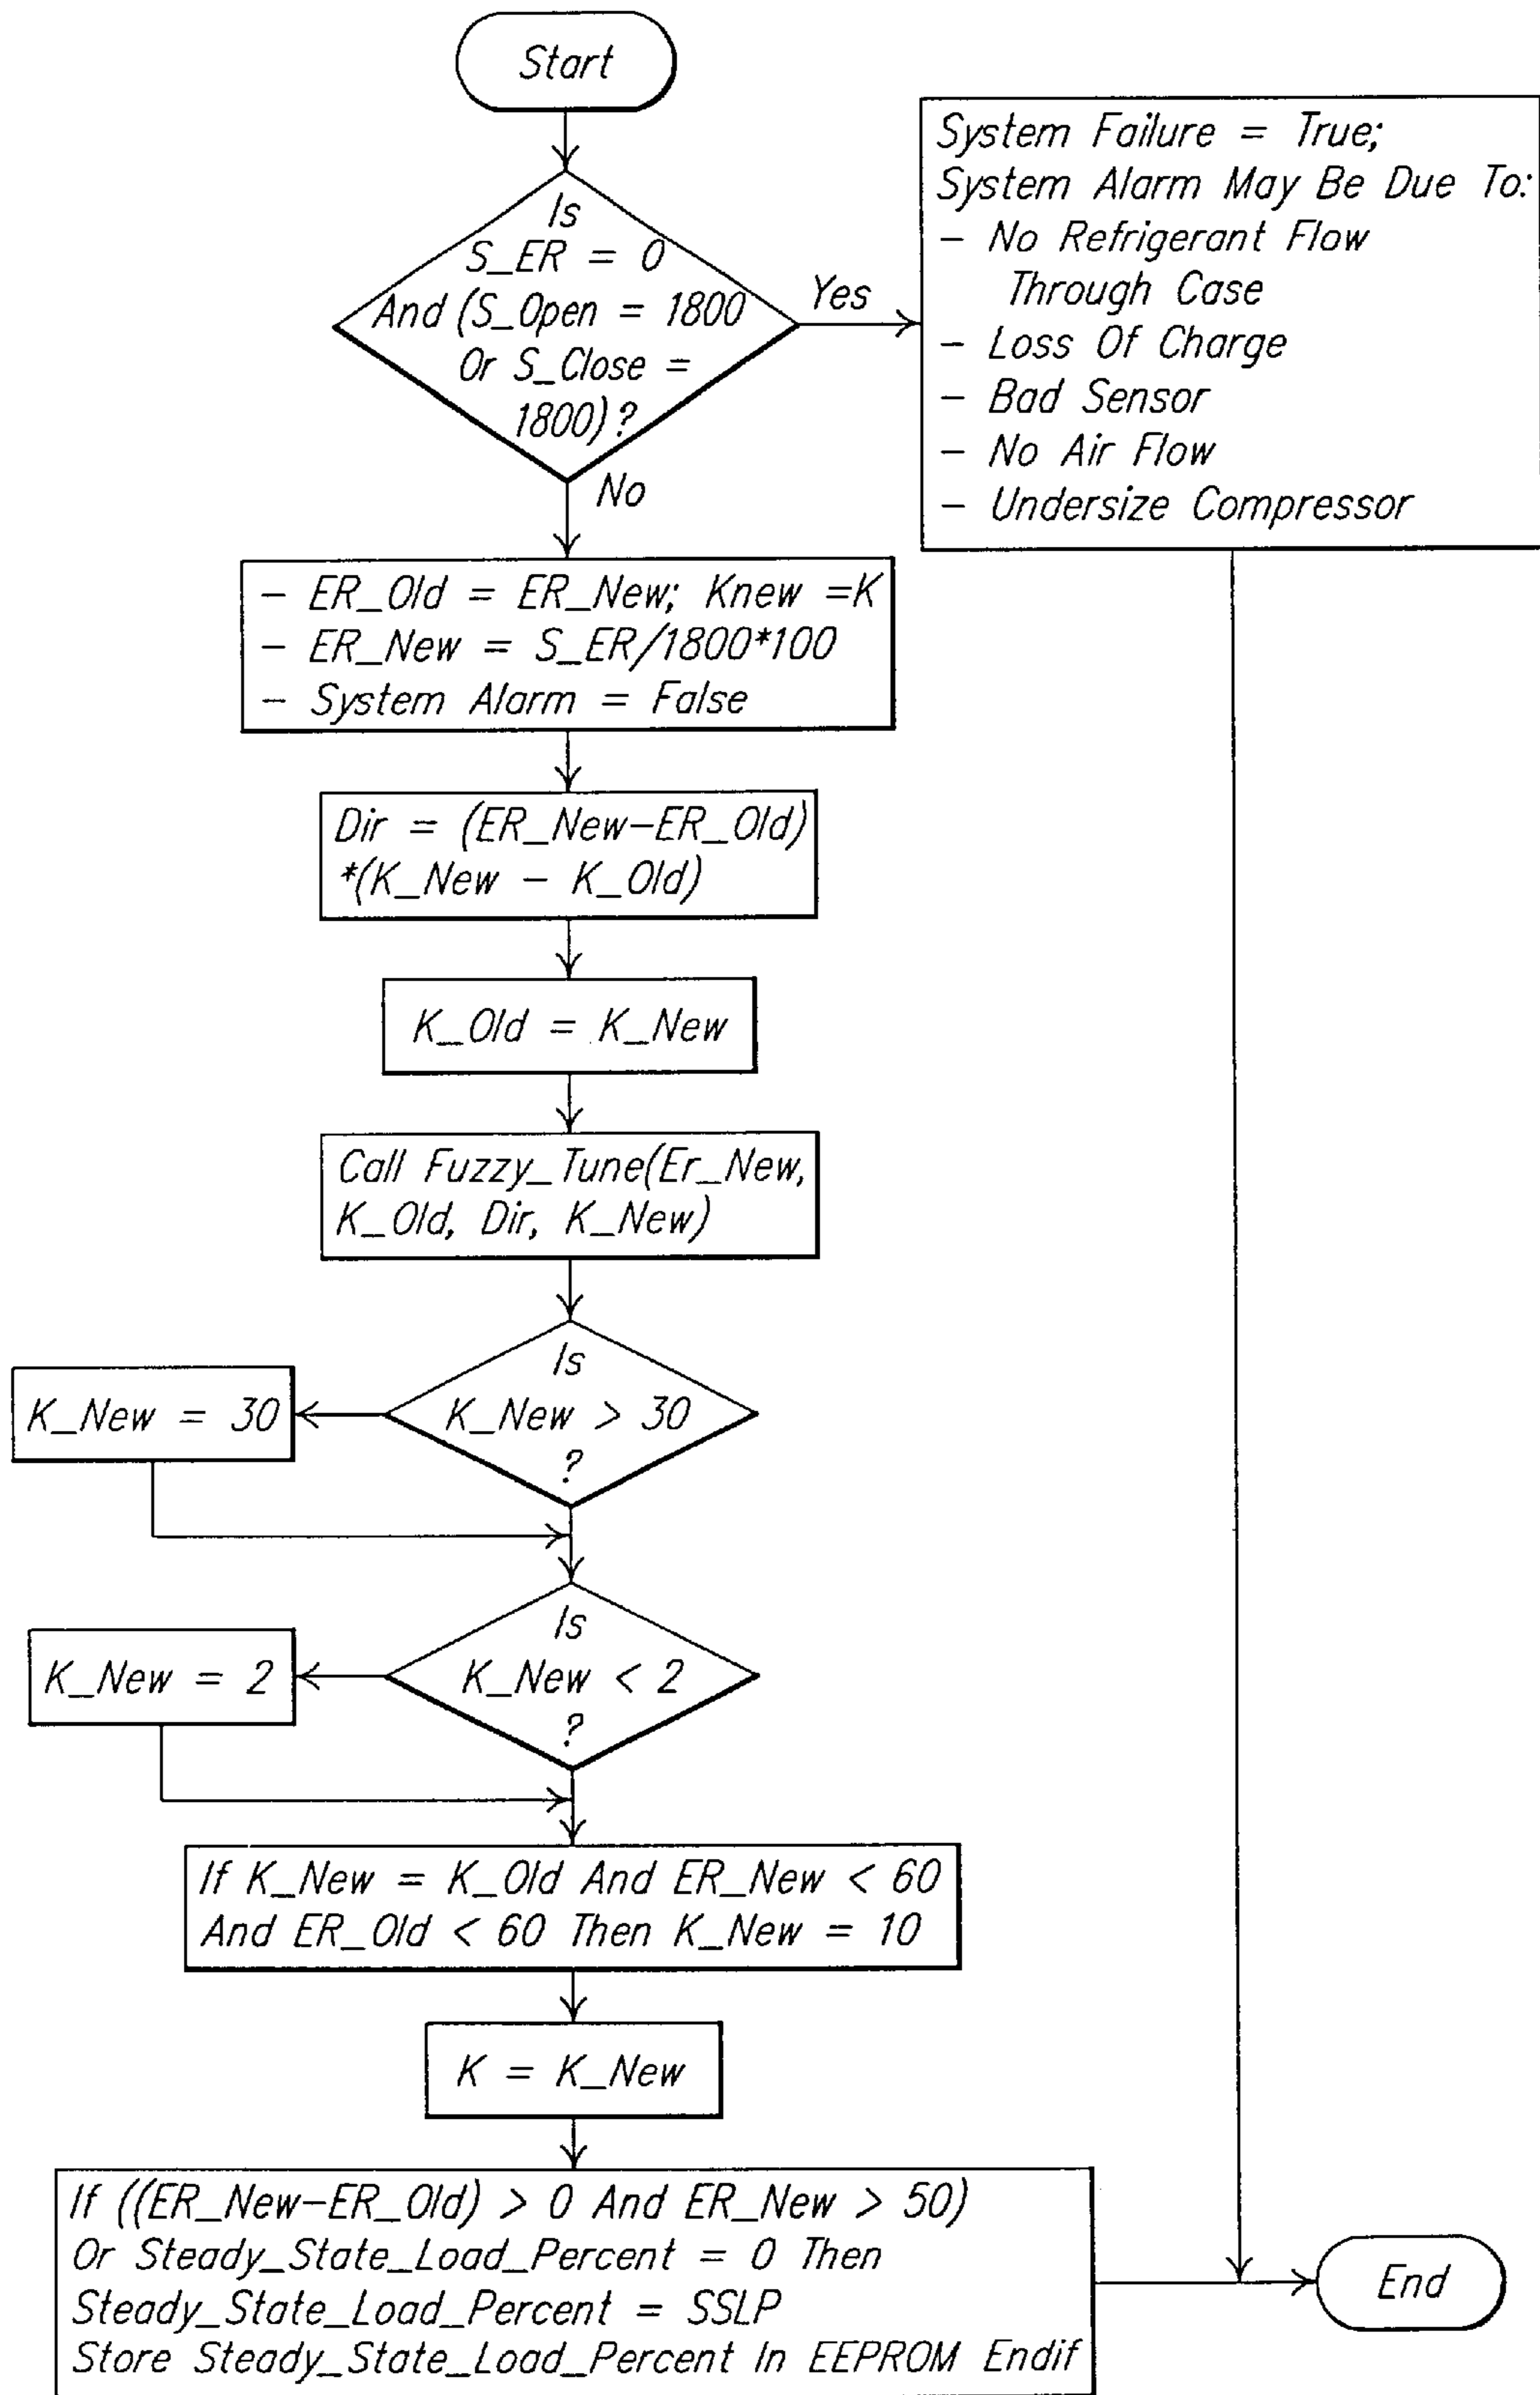 Start
Is
S_ER = 0
And (S_Open = 1800
Or S_Close =
1800) ?
Yes
No
System Failure = True;
System Alarm May Be Due To:
- No Refrigerant Flow
Through Case
- Loss Of Charge
- Bad Sensor
- No Air Flow
- Undersize Compressor
- ER_Old = ER_New; Knew =K
- ER_New = S_ER/1800*100
- System Alarm = False
Dir = (ER_New-ER_Old)
*(K_New - K_Old)
K_Old = K_New
Call Fuzzy_Tune(Er_New,
K_Old, Dir, K_New)
Is
K_New > 30
?
K_New = 30
Is
K_New < 2
?
K_New = 2
If K_New = K_Old And ER_New < 60
And ER_Old < 60 Then K_New = 10
K = K_New
If ((ER_New-ER_Old) > 0 And ER_New > 50)
Or Steady_State_Load_Percent = 0 Then
Steady_State_Load_Percent = SSLP
Store Steady_State_Load_Percent In EEPROM Endif
End